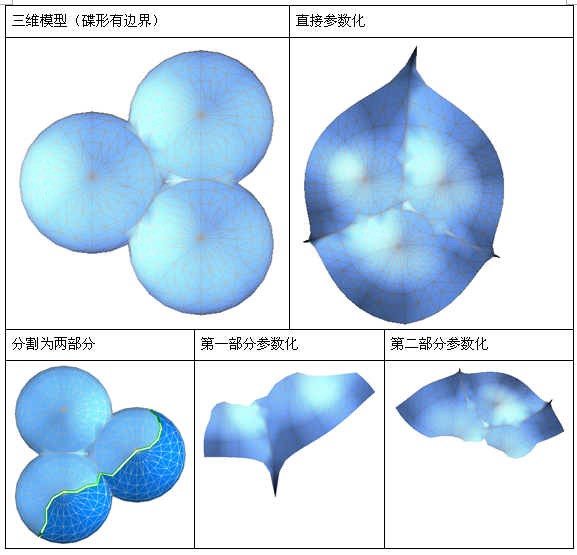 三维模型（碟形有边界）
直接参数化
分割为两部分
第一部分参数化
第二部分参数化